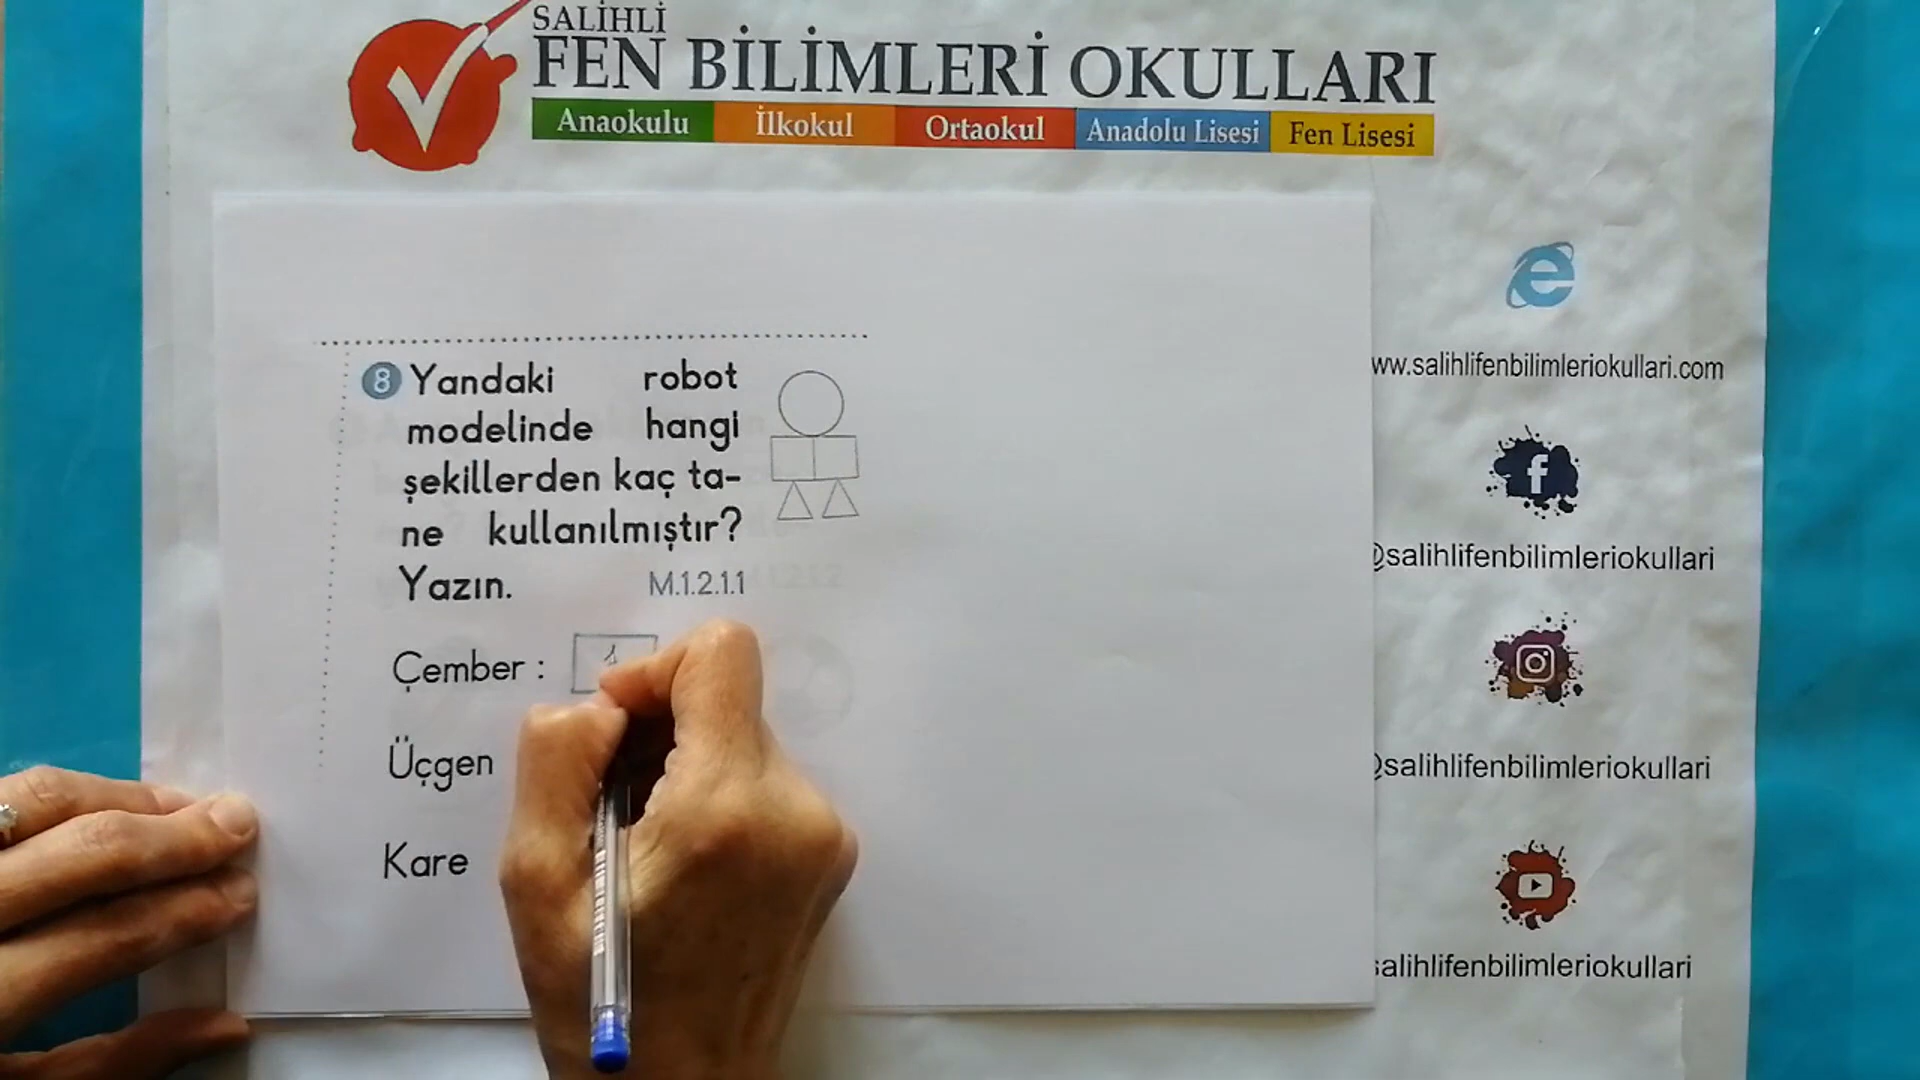 SALİHLİ
FEN BİLİMLERİ OKULLARI
Anaokulu İlkokul Ortaokul Anadolu Lisesi Fen Lisesi
ww.salihlifenbilimleriokullari.com
@salihlifenbilimleriokullari
@salihlifenbilimleriokullari
salihlifenbilimleriokullari
8 Yandaki robot
modelinde hangi
şekillerden kaç ta-
ne kullanılmıştır?
Yazın. M.1.2.1.1
Çember : 1
Üçgen
Kare